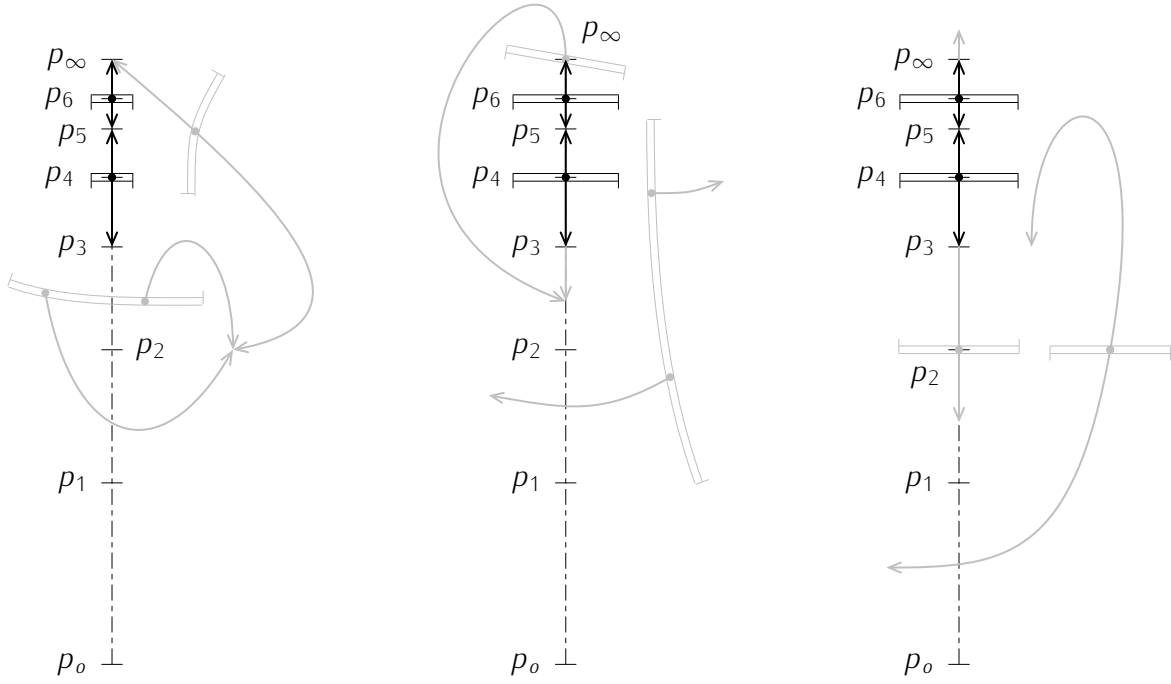 p∞ p∞ p∞
p6 p6 p6
p5 p5 p5
p4 p4 p4
p3 p3 p3
p2 p2 p2
p1 p1 p1
po po po